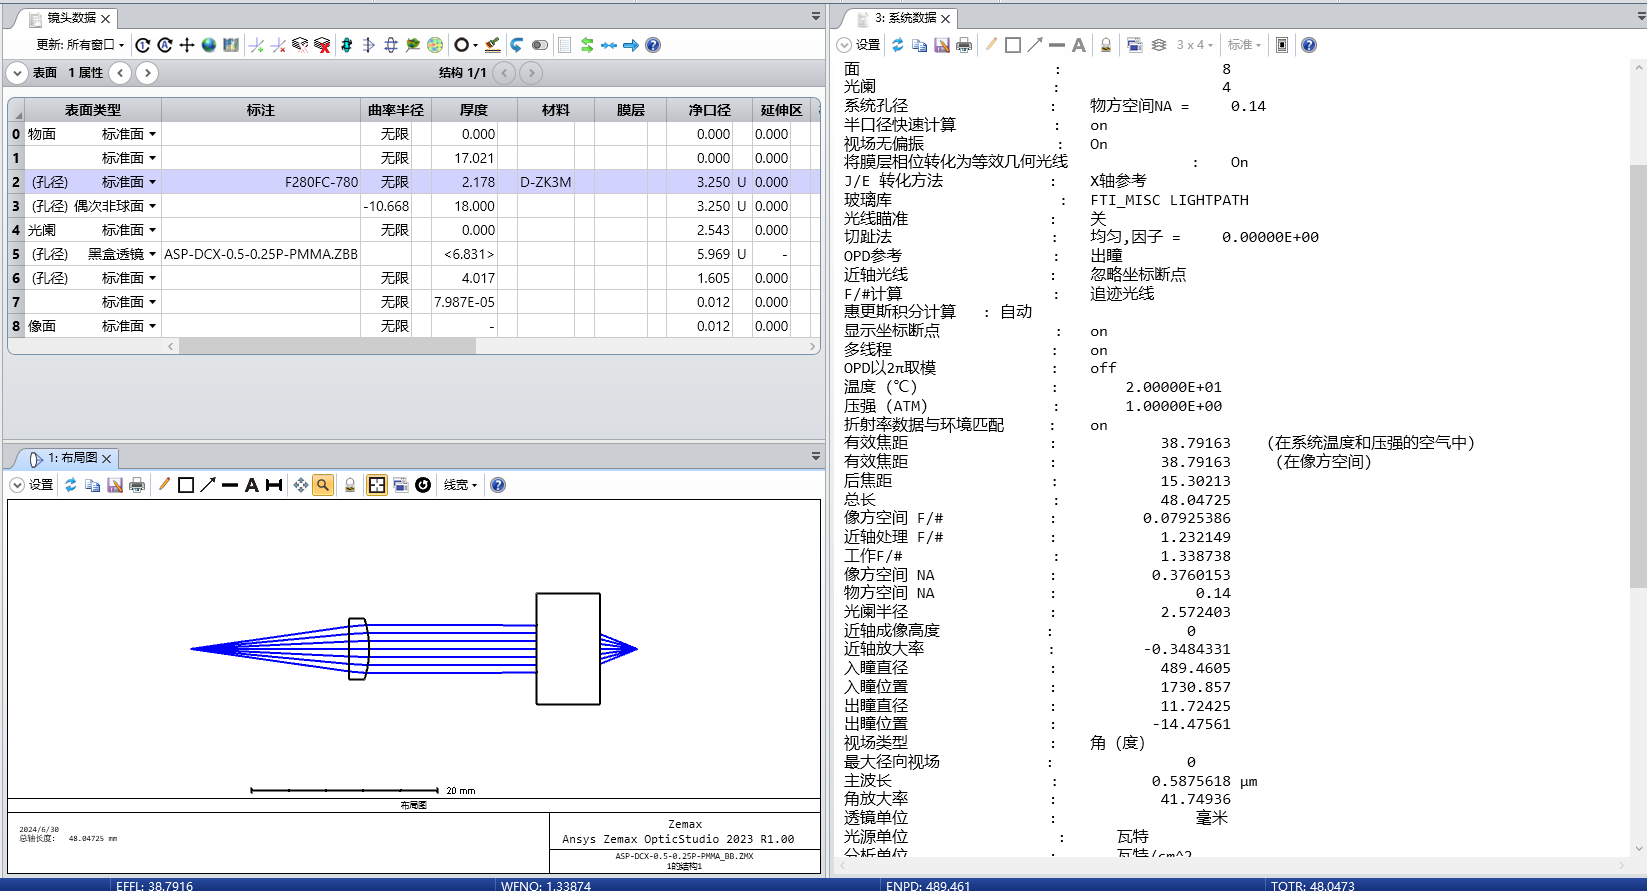 镜头数据
更新: 所有窗口
表面 1 属性
结构 1/1
表面类型 标注 曲率半径 厚度 材料 膜层 净口径 延伸区
0 物面 标准面 无限 0.000 0.000 0.000
1 标准面 无限 17.021 0.000 0.000
2 (孔径) 标准面 F280FC-780 无限 2.178 D-ZK3M 3.250 U 0.000
3 (孔径) 偶次非球面 -10.668 18.000 3.250 U 0.000
4 光阑 标准面 无限 0.000 2.543 0.000
5 (孔径) 黑盒透镜 ASP-DCX-0.5-0.25P-PMMA.ZBB <6.831> 5.969 U -
6 (孔径) 标准面 无限 4.017 1.605 0.000
7 标准面 无限 7.987E-05 0.012 0.000
8 像面 标准面 无限 - 0.012 0.000
1: 布局图
设置
A
线宽
20 mm
布局图
2024/6/30
总轴长度: 48.04725 mm
Zemax
Ansys Zemax OpticStudio 2023 R1.00
ASP-DCX-0.5-0.25P-PMMA_BB.ZMX
1的结构1
3: 系统数据
设置
A
3 x 4
标准
面 : 8
光阑 : 4
系统孔径 : 物方空间NA = 0.14
半口径快速计算 : on
视场无偏振 : On
将膜层相位转化为等效几何光线 : On
J/E 转化方法 : X轴参考
玻璃库 : FTI_MISC LIGHTPATH
光线瞄准 : 关
切趾法 : 均匀,因子 = 0.00000E+00
OPD参考 : 出瞳
近轴光线 : 忽略坐标断点
F/#计算 : 追迹光线
惠更斯积分计算 : 自动
显示坐标断点 : on
多线程 : on
OPD以2π取模 : off
温度 (℃) : 2.00000E+01
压强 (ATM) : 1.00000E+00
折射率数据与环境匹配 : on
有效焦距 : 38.79163 (在系统温度和压强的空气中)
有效焦距 : 38.79163 (在像方空间)
后焦距 : 15.30213
总长 : 48.04725
像方空间 F/# : 0.07925386
近轴处理 F/# : 1.232149
工作F/# : 1.338738
像方空间 NA : 0.3760153
物方空间 NA : 0.14
光阑半径 : 2.572403
近轴成像高度 : 0
近轴放大率 : -0.3484331
入瞳直径 : 489.4605
入瞳位置 : 1730.857
出瞳直径 : 11.72425
出瞳位置 : -14.47561
视场类型 : 角 (度)
最大径向视场 : 0
主波长 : 0.5875618 µm
角放大率 : 41.74936
透镜单位 : 毫米
光源单位 : 瓦特
分析单位 : 瓦特/cm^2
EFFL: 38.7916
WFNO: 1.33874
ENPD: 489.461
TOTR: 48.0473